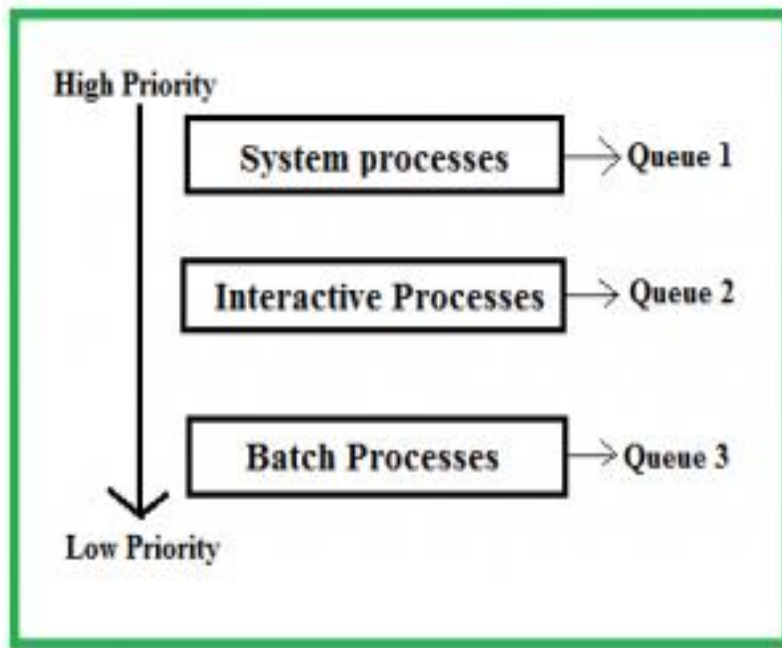 High Priority
System processes
Queue 1
Interactive Processes
Queue 2
Batch Processes
Queue 3
Low Priority